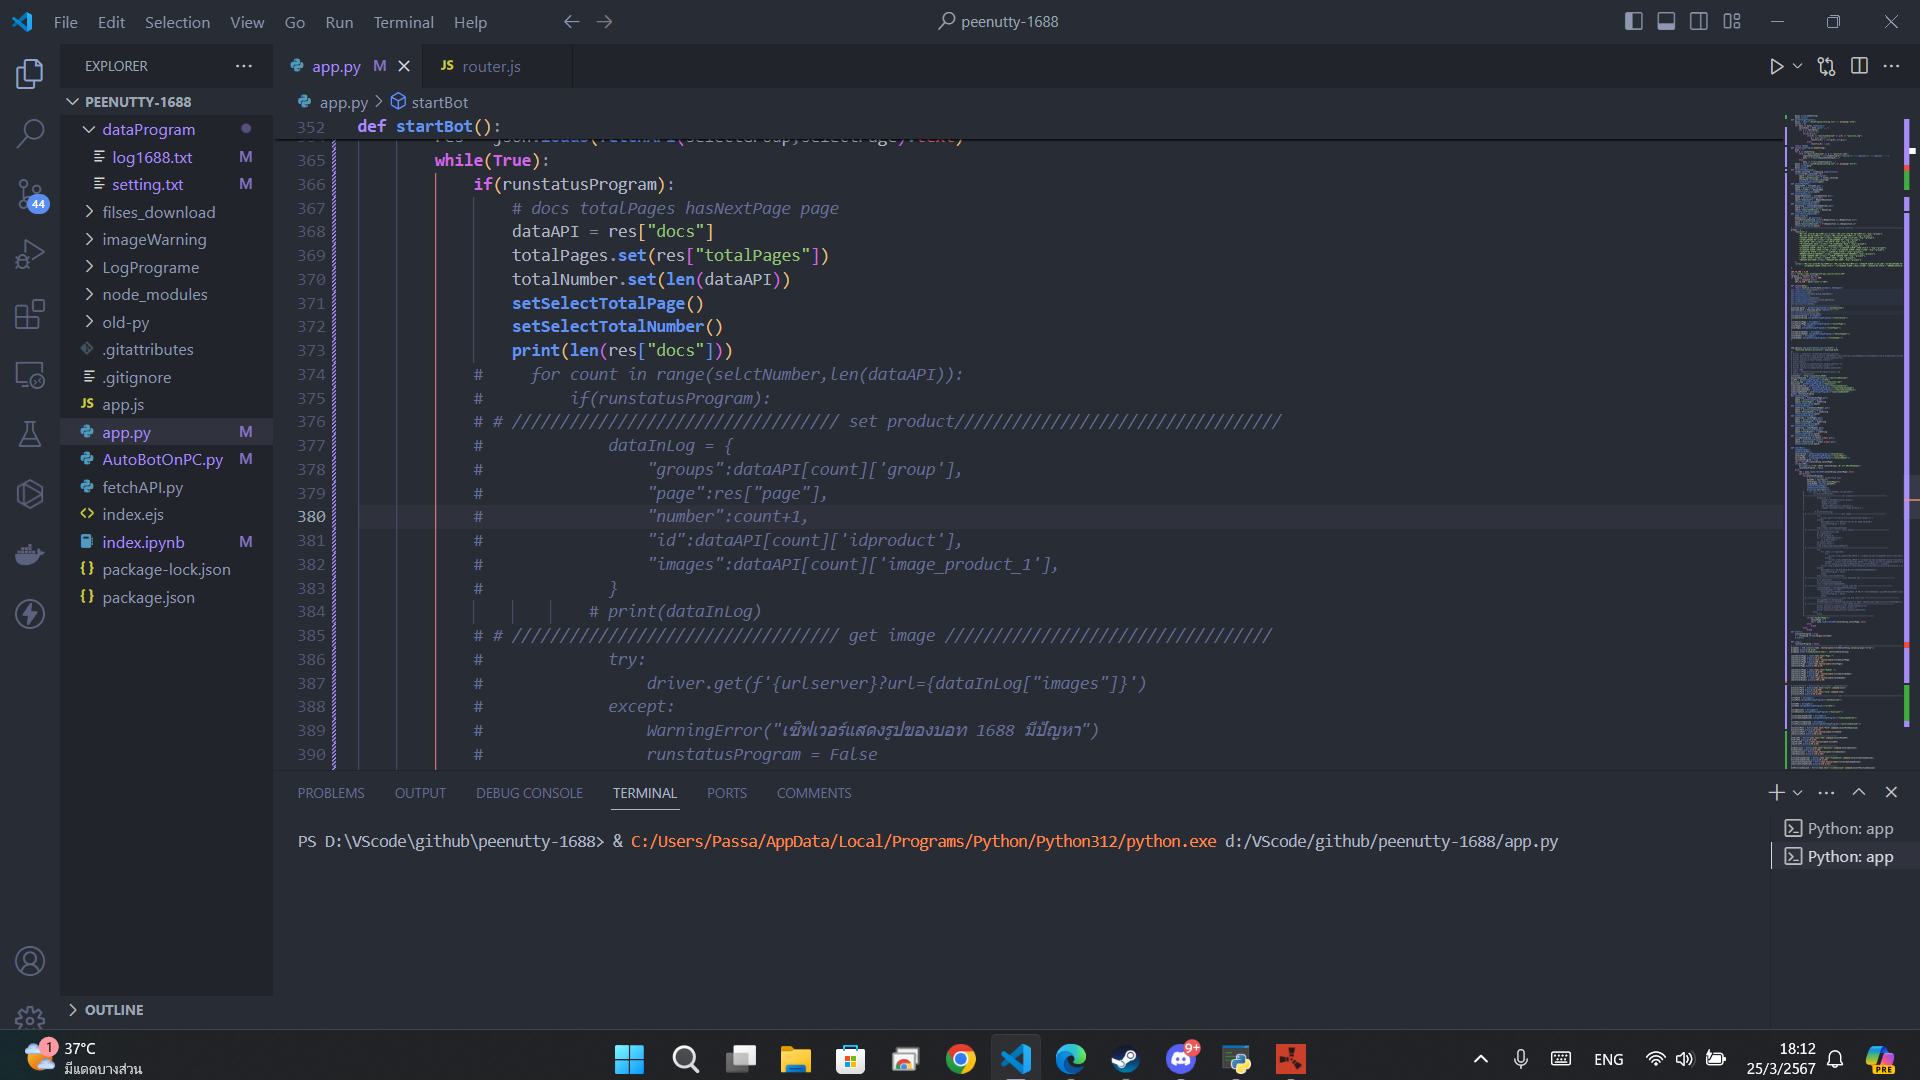 File Edit Selection View Go Run Terminal Help
peenutty-1688
EXPLORER
PEENUTTY-1688
dataProgram
log1688.txt M
setting.txt M
filses_download
imageWarning
LogPrograme
node_modules
old-py
.gitattributes
.gitignore
JS app.js
app.py M
AutoBotOnPC.py M
fetchAPI.py
index.ejs
index.ipynb M
package-lock.json
package.json
OUTLINE
44
app.py M
JS router.js
app.py > startBot
352 def startBot():
365 while(True):
366 if(runstatusProgram):
367 # docs totalPages hasNextPage page
368 dataAPI = res["docs"]
369 totalPages.set(res["totalPages"])
370 totalNumber.set(len(dataAPI))
371 setSelectTotalPage()
372 setSelectTotalNumber()
373 print(len(res["docs"]))
374 # for count in range(selctNumber,len(dataAPI)):
375 # if(runstatusProgram):
376 # # ////////////////////////////////// set product//////////////////////////////////
377 # dataInLog = {
378 # "groups":dataAPI[count]['group'],
379 # "page":res["page"],
380 # "number":count+1,
381 # "id":dataAPI[count]['idproduct'],
382 # "images":dataAPI[count]['image_product_1'],
383 # }
384 # print(dataInLog)
385 # # ////////////////////////////////// get image //////////////////////////////////
386 # try:
387 # driver.get(f'{urlserver}?url={dataInLog["images"]}')
388 # except:
389 # WarningError("เซิฟเวอร์แสดงรูปของบอท 1688 มีปัญหา")
390 # runstatusProgram = False
PROBLEMS OUTPUT DEBUG CONSOLE TERMINAL PORTS COMMENTS
PS D:\VScode\github\peenutty-1688> & C:/Users/Passa/AppData/Local/Programs/Python/Python312/python.exe d:/VScode/github/peenutty-1688/app.py
Python: app
Python: app
1
37°C
มีแดดบางส่วน
9+
ENG
18:12
25/3/2567
PRE